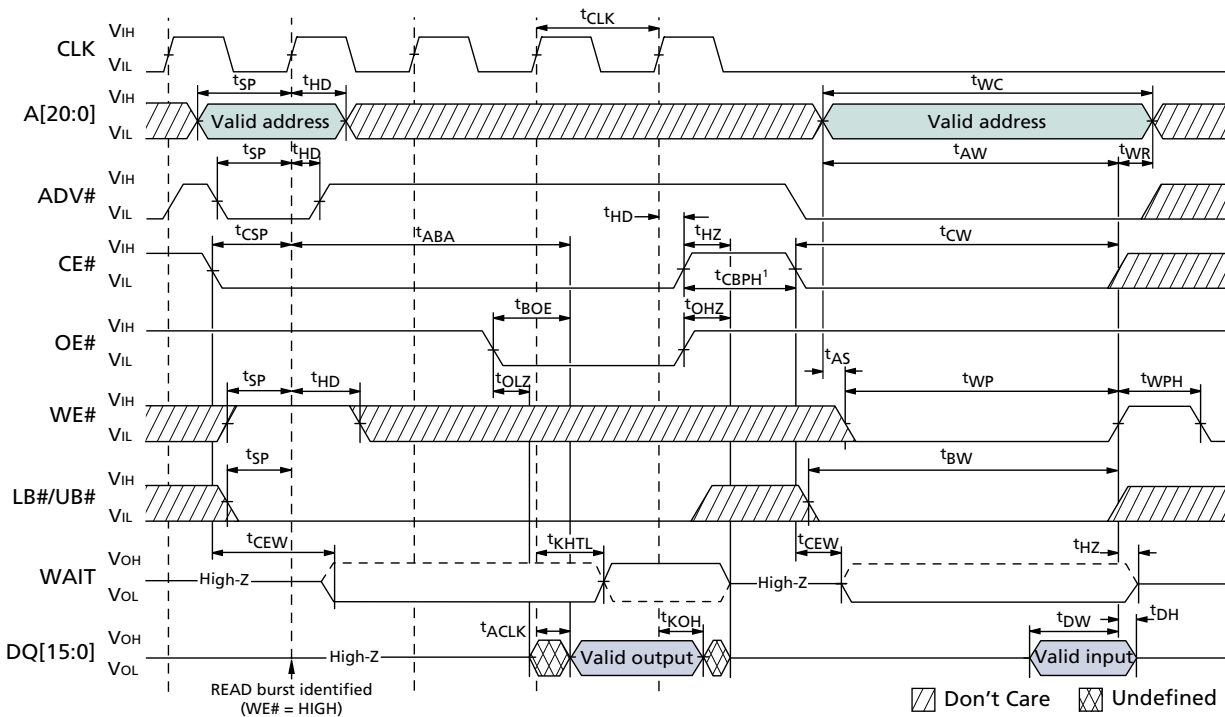 tCLK
CLK
VIH
VIL
tSP
tHD
tWC
A[20:0]
VIH
VIL
Valid address
Valid address
tSP
tHD
tAW
tWR
ADV#
VIH
VIL
tHD
tCSP
tABA
tHZ
tCW
CE#
VIH
VIL
tCBPH1
tBOE
tOHZ
OE#
VIH
VIL
tAS
tSP
tHD
tOLZ
tWP
tWPH
WE#
VIH
VIL
tSP
tBW
LB#/UB#
VIH
VIL
tCEW
tKHTL
tCEW
tHZ
WAIT
VOH
VOL
High-Z
High-Z
tACLK
tKOH
tDW
tDH
DQ[15:0]
VOH
VOL
High-Z
Valid output
Valid input
READ burst identified
(WE# = HIGH)
Don't Care
Undefined